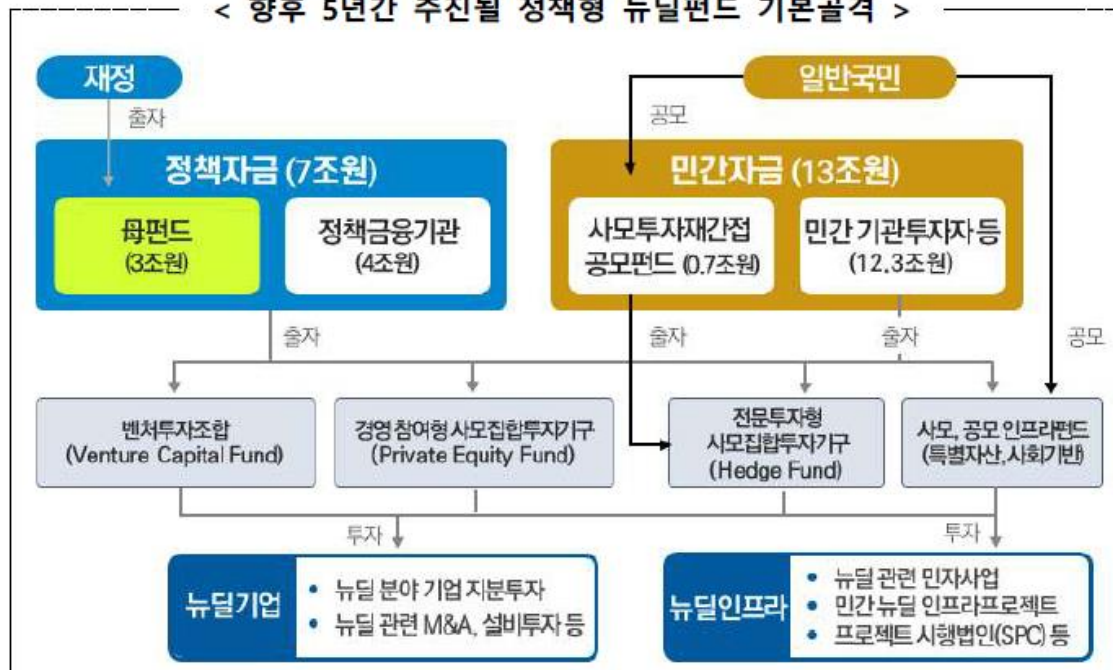 < 향후 5년간 추진될 정책형 뉴딜펀드 기본골격 >
재정
일반국민
출자
공모
정책자금 (7조원)
母펀드
(3조원)
정책금융기관
(4조원)
민간자금 (13조원)
사모투자재간접
공모펀드 (0.7조원)
민간 기관투자자 등
(12.3조원)
출자
출자
출자
공모
벤처투자조합
(Venture Capital Fund)
경영 참여형 사모집합투자기구
(Private Equity Fund)
전문투자형
사모집합투자기구
(Hedge Fund)
사모, 공모 인프라펀드
(특별자산,사회기반)
투자
투자
뉴딜기업
• 뉴딜 분야 기업 지분투자
• 뉴딜 관련 M&A, 설비투자 등
뉴딜인프라
• 뉴딜 관련 민자사업
• 민간 뉴딜 인프라프로젝트
• 프로젝트 시행법인(SPC) 등